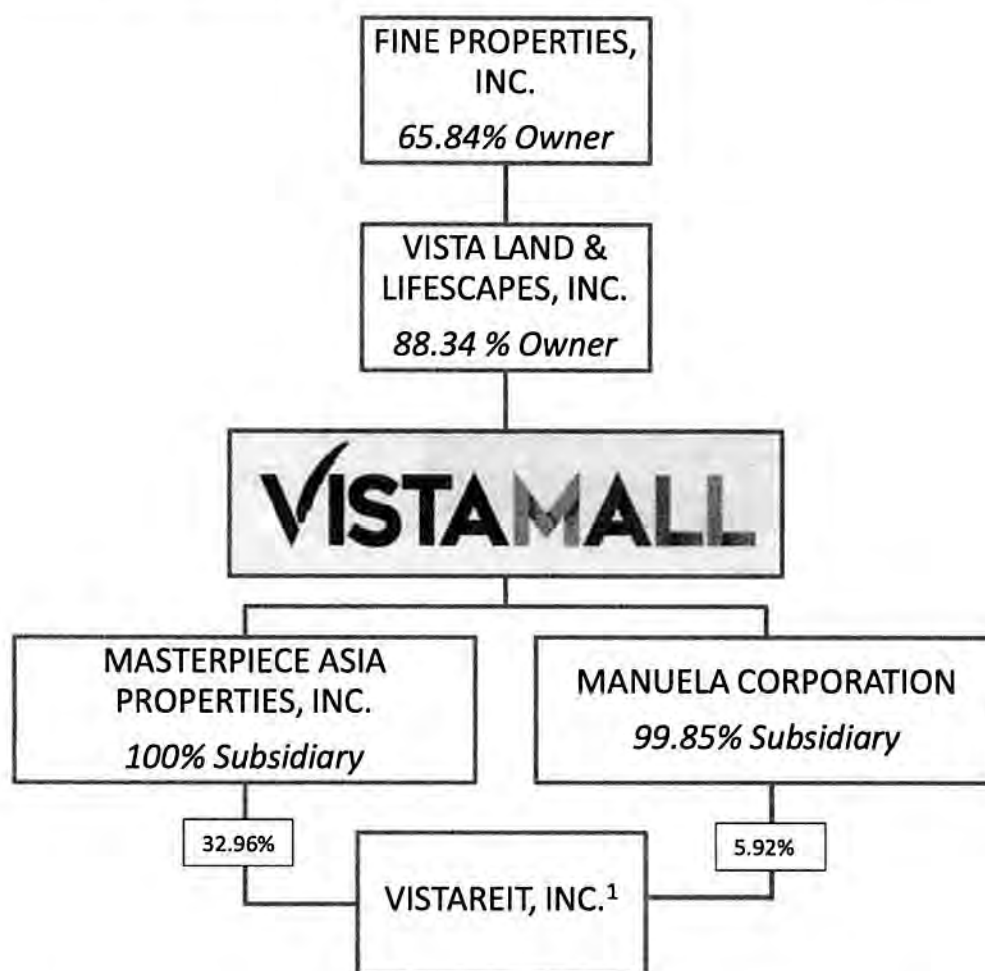 FINE PROPERTIES,
INC.
65.84% Owner
VISTA LAND &
LIFESCAPES, INC.
88.34 % Owner
VISTAMALL
MASTERPIECE ASIA
PROPERTIES, INC.
100% Subsidiary
MANUELA CORPORATION
99.85% Subsidiary
32.96%
5.92%
VISTAREIT, INC.¹